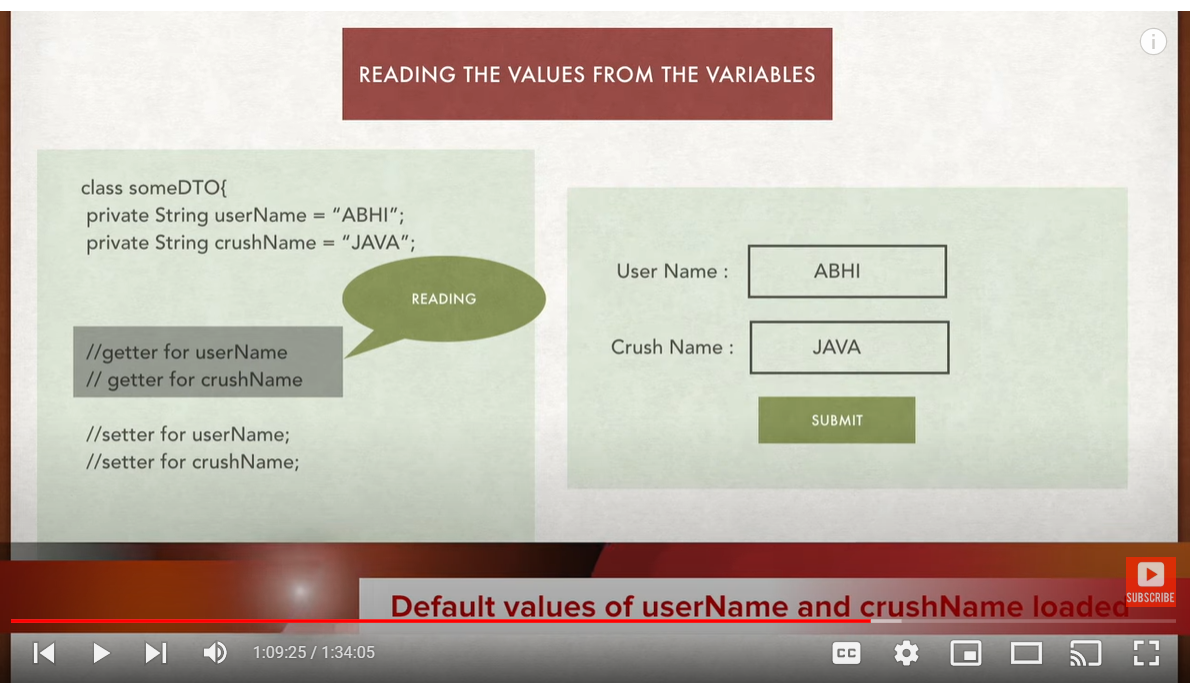 READING THE VALUES FROM THE VARIABLES
i
class someDTO{
private String userName = “ABHI”;
private String crushName = “JAVA”;
READING
//getter for userName
// getter for crushName
//setter for userName;
//setter for crushName;
User Name :
ABHI
Crush Name :
JAVA
SUBMIT
Default values of userName and crushName loaded
SUBSCRIBE
1:09:25 / 1:34:05
CC